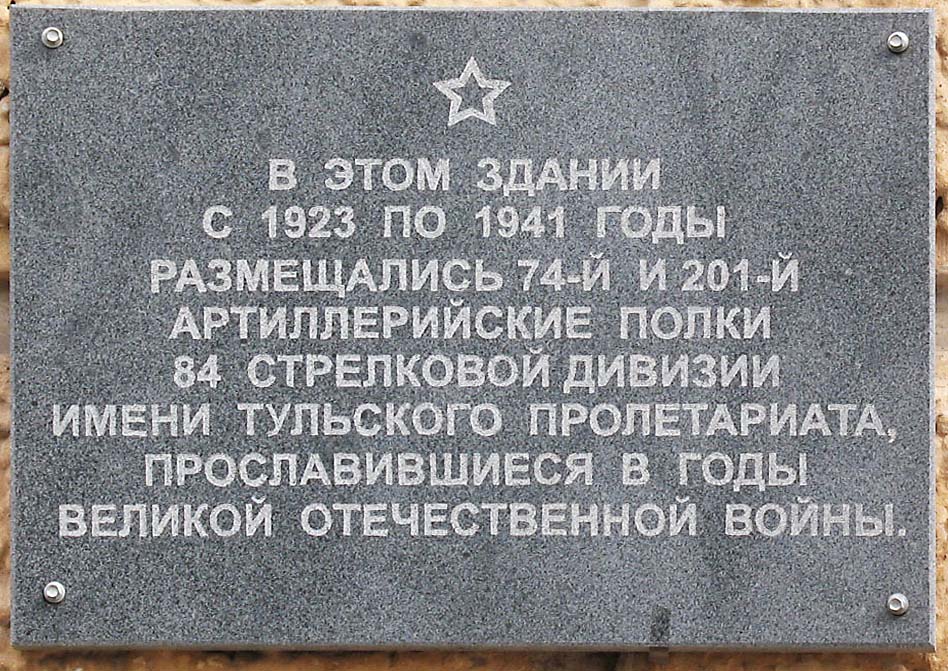 В ЭТОМ ЗДАНИИ
С 1923 ПО 1941 ГОДЫ
РАЗМЕЩАЛИСЬ 74-Й И 201-Й
АРТИЛЛЕРИЙСКИЕ ПОЛКИ
84 СТРЕЛКОВОЙ ДИВИЗИИ
ИМЕНИ ТУЛЬСКОГО ПРОЛЕТАРИАТА,
ПРОСЛАВИВШИЕСЯ В ГОДЫ
ВЕЛИКОЙ ОТЕЧЕСТВЕННОЙ ВОЙНЫ.